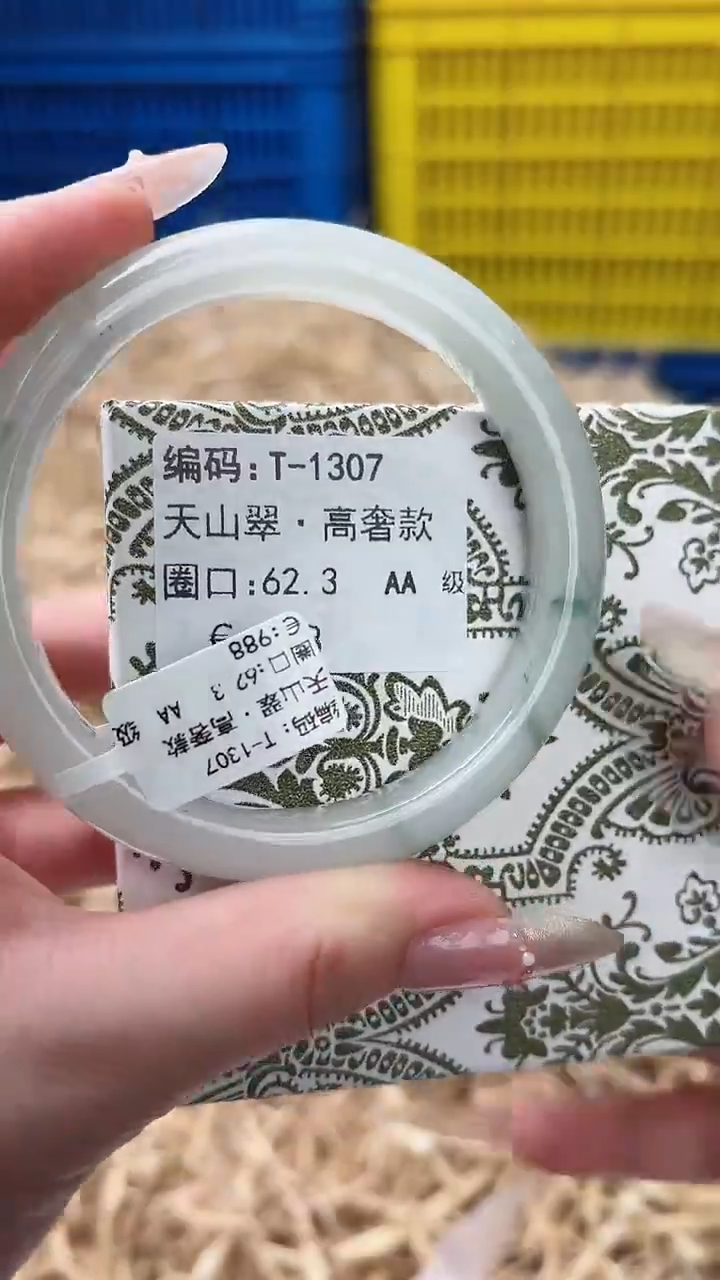 编码:T-1307
天山翠·高奢款
圈口:62.3 AA 级
€
编码:T-1307
天山翠·高奢款
圈口:62.3 AA 级
€:988